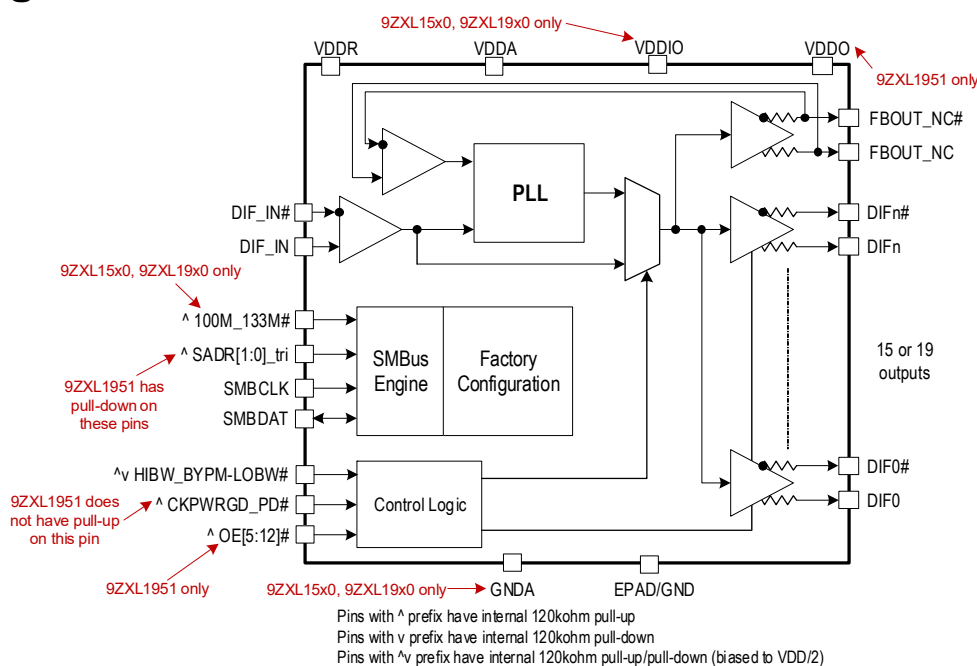 9ZXL15x0, 9ZXL19x0 only
VDDR
VDDA
VDDIO
VDDO
9ZXL1951 only
FBOUT_NC#
FBOUT_NC
PLL
DIF_IN#
DIF_IN
DIFn#
DIFn
9ZXL15x0, 9ZXL19x0 only
^ 100M_133M#
^ SADR[1:0]_tri
SMBCLK
SMBDAT
9ZXL1951 has
pull-down on
these pins
SMBus
Engine
Factory
Configuration
15 or 19
outputs
^v HIBW_BYPM-LOBW#
^ CKPWRGD_PD#
^ OE[5:12]#
9ZXL1951 does
not have pull-up
on this pin
9ZXL1951 only
Control Logic
DIF0#
DIF0
9ZXL15x0, 9ZXL19x0 only
GNDA
EPAD/GND
Pins with ^ prefix have internal 120kohm pull-up
Pins with v prefix have internal 120kohm pull-down
Pins with ^v prefix have internal 120kohm pull-up/pull-down (biased to VDD/2)